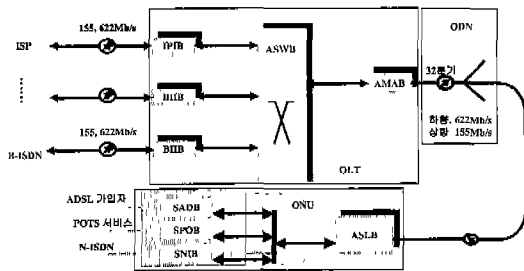 155, 622Mb/s
ISP
IPIB
ASWB
BIIB
155, 622Mb/s
B-ISDN
BIIB
OLT
AMAB
ODN
32분기
하향, 622Mb/s
상향 155Mb/s
ADSL 가입자
POTS 서비스
N-ISDN
SADB
SPOB
SNIB
ONU
ASLB